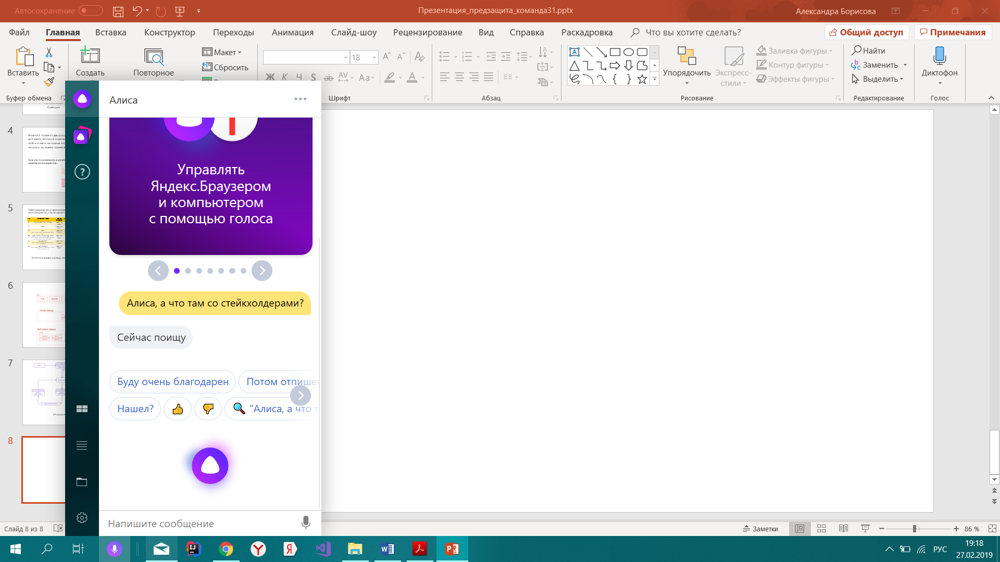 Автосохранение
Презентация_предзащита_команда31.pptx
Александра Борисова
Файл
Главная
Вставка
Конструктор
Переходы
Анимация
Слайд-шоу
Рецензирование
Вид
Справка
Раскадровка
Что вы хотите сделать?
Общий доступ
Примечания
Вставить
Создать
Повторное
Макет
Сбросить
18
Ж К Ч S ab AV Aa A
Заливка фигуры
Контур фигуры
Эффекты фигуры
Упорядочить
Экспресс-
стили
Найти
Заменить
Выделить
Диктофон
Буфер обмена
Шрифт
Абзац
Рисование
Редактирование
Голос
4
5
6
7
8
Алиса
Управлять
Яндекс.Браузером
и компьютером
с помощью голоса
Алиса, а что там со стейкхолдерами?
Сейчас поищу
Буду очень благодарен
Потом отпише
Нашел?
"Алиса, а что т
Напишите сообщение
Слайд 8 из 8
Заметки
86 %
РУС
19:18
27.02.2019